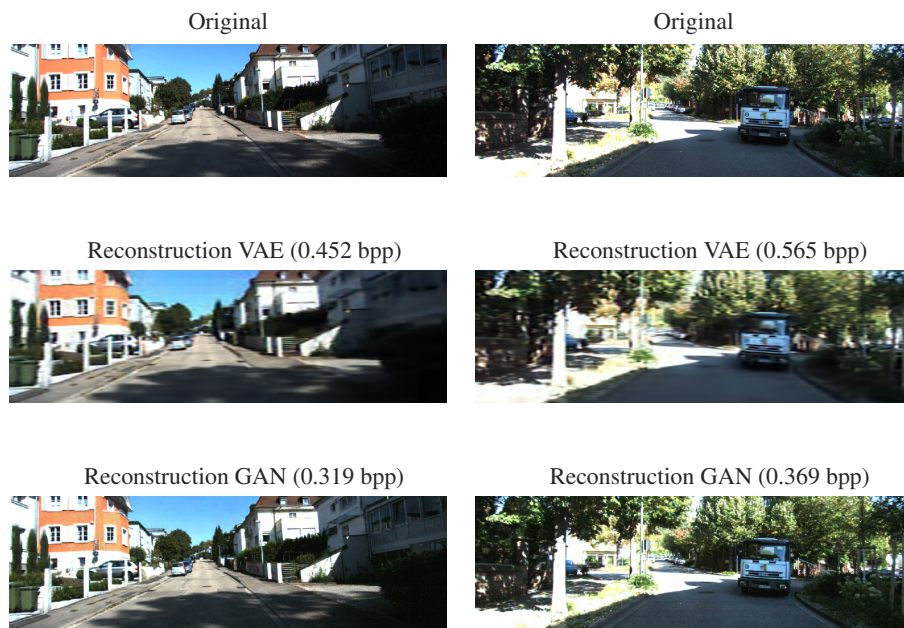 Original
Original
Reconstruction VAE (0.452 bpp)
Reconstruction VAE (0.565 bpp)
Reconstruction GAN (0.319 bpp)
Reconstruction GAN (0.369 bpp)